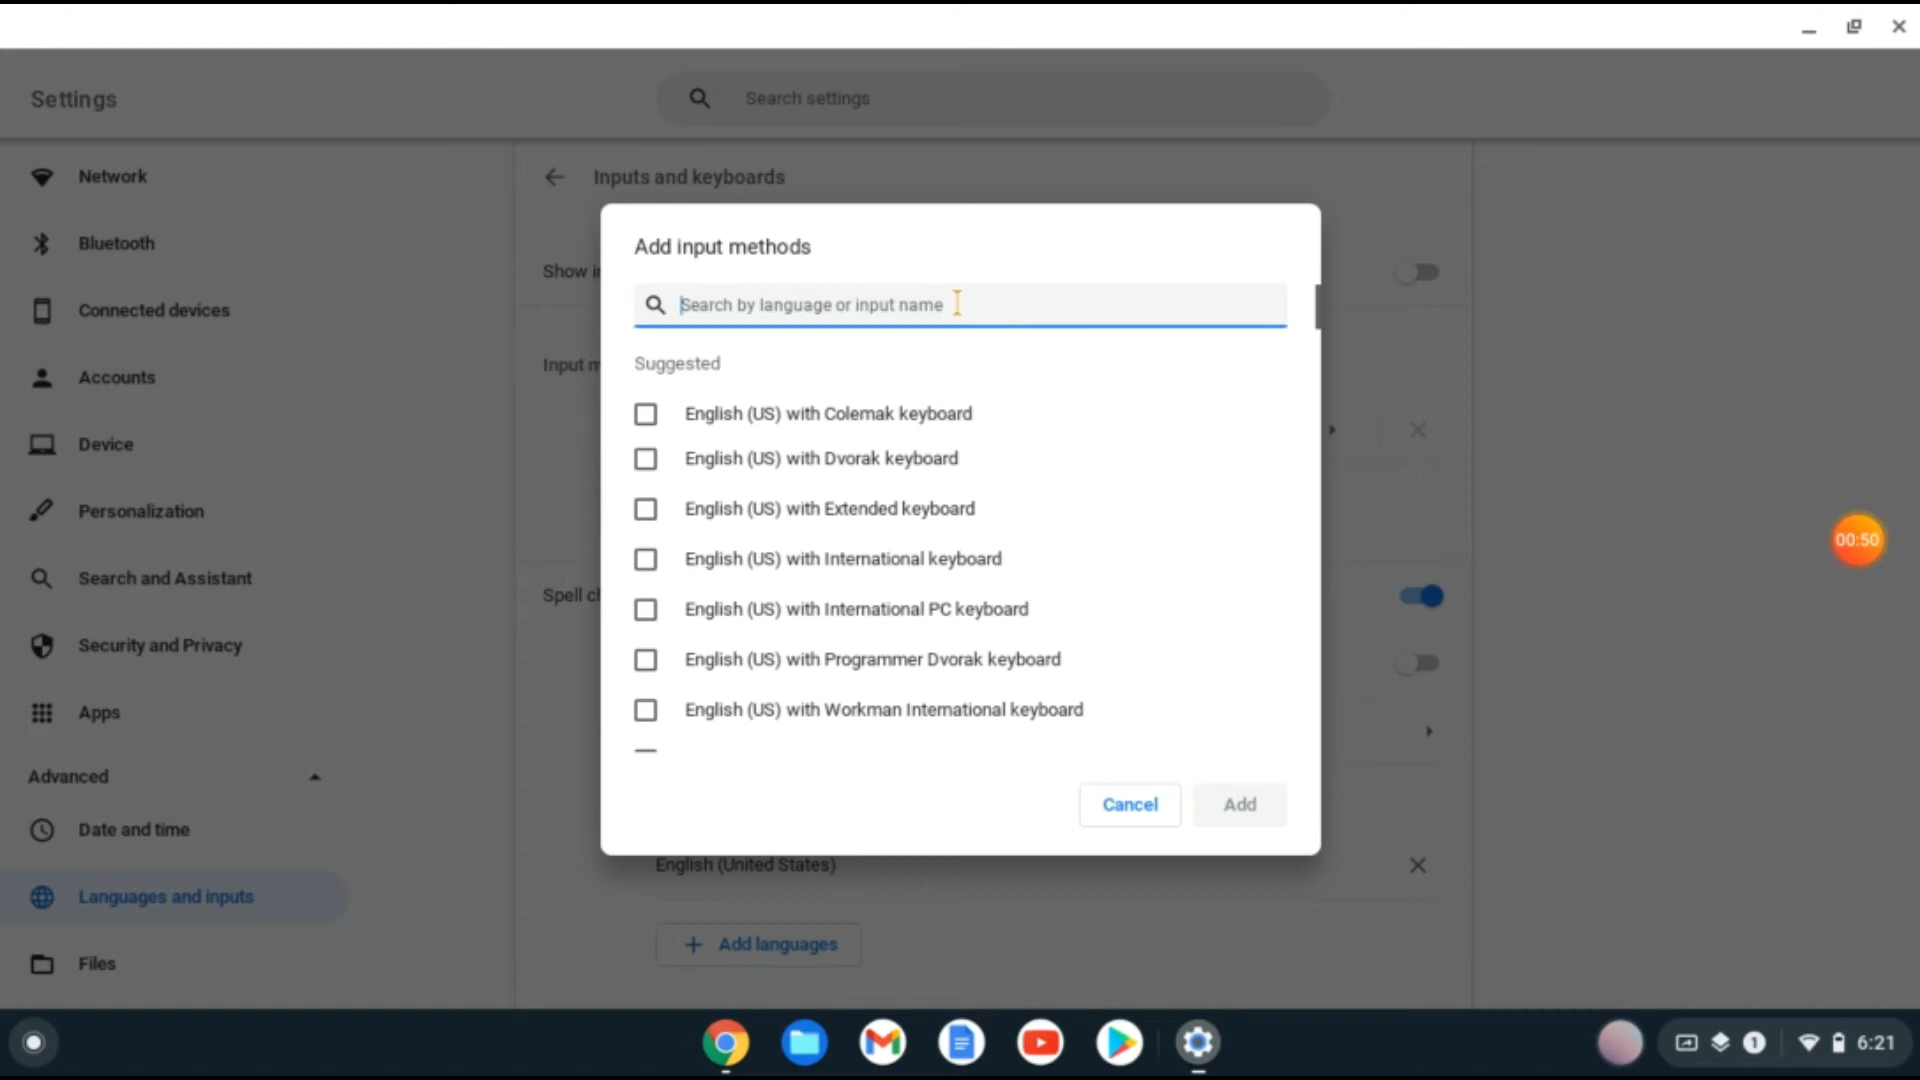 Settings
Search settings
Network
Bluetooth
Connected devices
Accounts
Device
Personalization
Search and Assistant
Security and Privacy
Apps
Advanced
Date and time
Languages and inputs
Files
Inputs and keyboards
Show
Input
Spell
Add input methods
Search by language or input name
Suggested
English (US) with Colemak keyboard
English (US) with Dvorak keyboard
English (US) with Extended keyboard
English (US) with International keyboard
English (US) with International PC keyboard
English (US) with Programmer Dvorak keyboard
English (US) with Workman International keyboard
Cancel
Add
English (United States)
Add languages
00:50
1
6:21